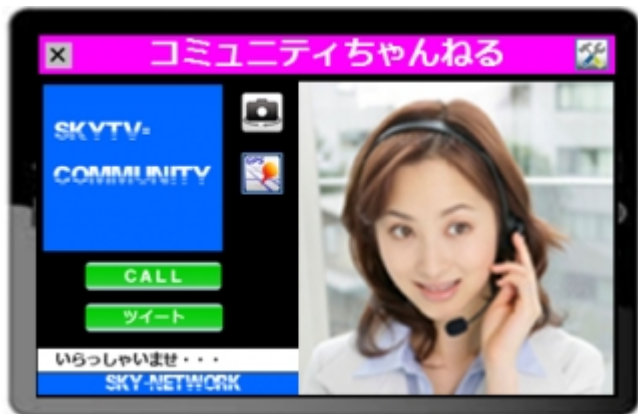 コミュニティちゃんねる
SKYTV-
COMMUNITY
GPS
CALL
ツイート
いらっしゃいませ・・・
SKY-NETWORK